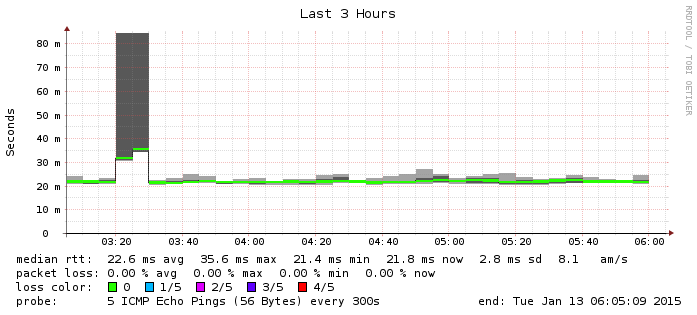 Last 3 Hours
RRDTOOL / TOBI OETIKER
Seconds
80 m
70 m
60 m
50 m
40 m
30 m
20 m
10 m
0
03:20 03:40 04:00 04:20 04:40 05:00 05:20 05:40 06:00
median rtt: 22.6 ms avg 35.6 ms max 21.4 ms min 21.8 ms now 2.8 ms sd 8.1 am/s
packet loss: 0.00 % avg 0.00 % max 0.00 % min 0.00 % now
loss color: 0 1/5 2/5 3/5 4/5
probe: 5 ICMP Echo Pings (56 Bytes) every 300s end: Tue Jan 13 06:05:09 2015